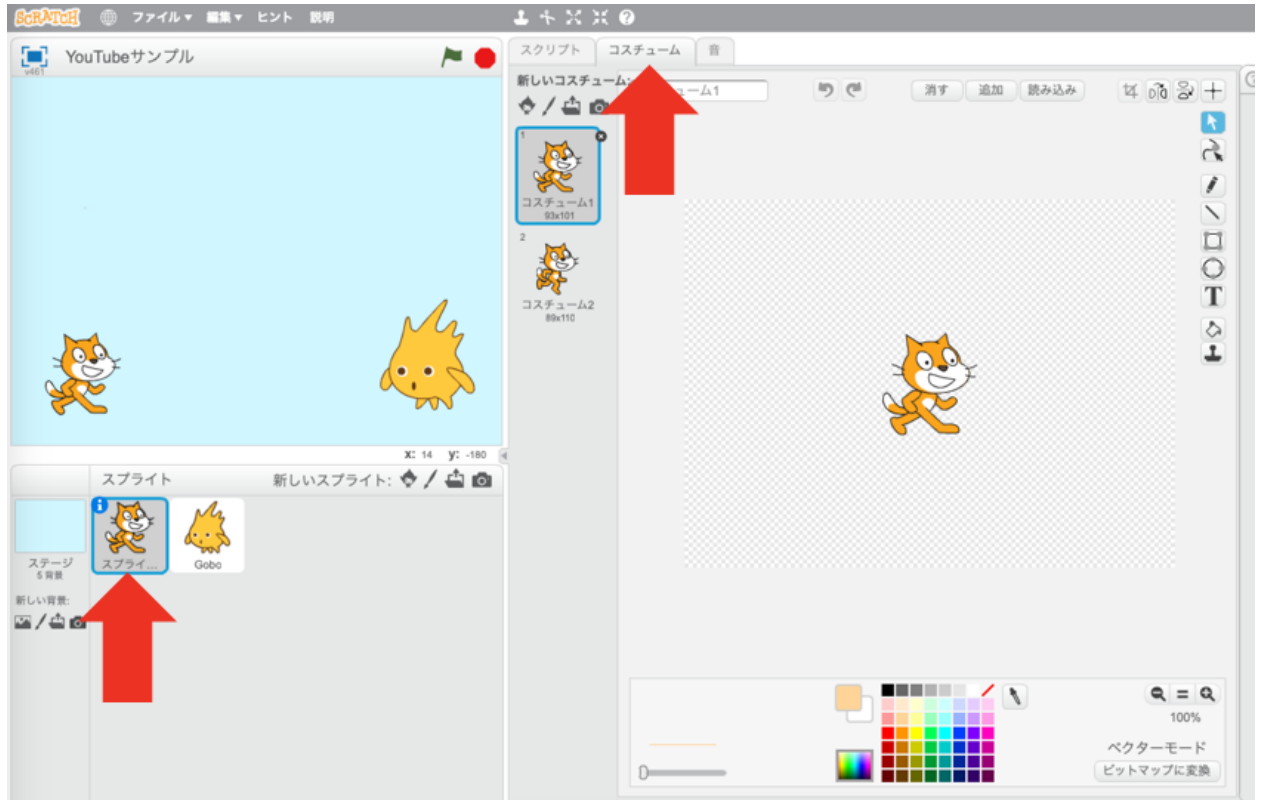 SCRATCH ファイル▼ 編集▼ ヒント 説明
YouTubeサンプル
v461
スクリプト コスチューム 音
新しいコスチューム:
ーム1
消す 追加 読み込み
1
コスチューム1
93x101
2
コスチューム2
89x110
x: 14 y: -180
スプライト 新しいスプライト:
ステージ
5 背景
スプライ...
Gobo
新しい背景:
T
100%
ベクターモード
ビットマップに変換